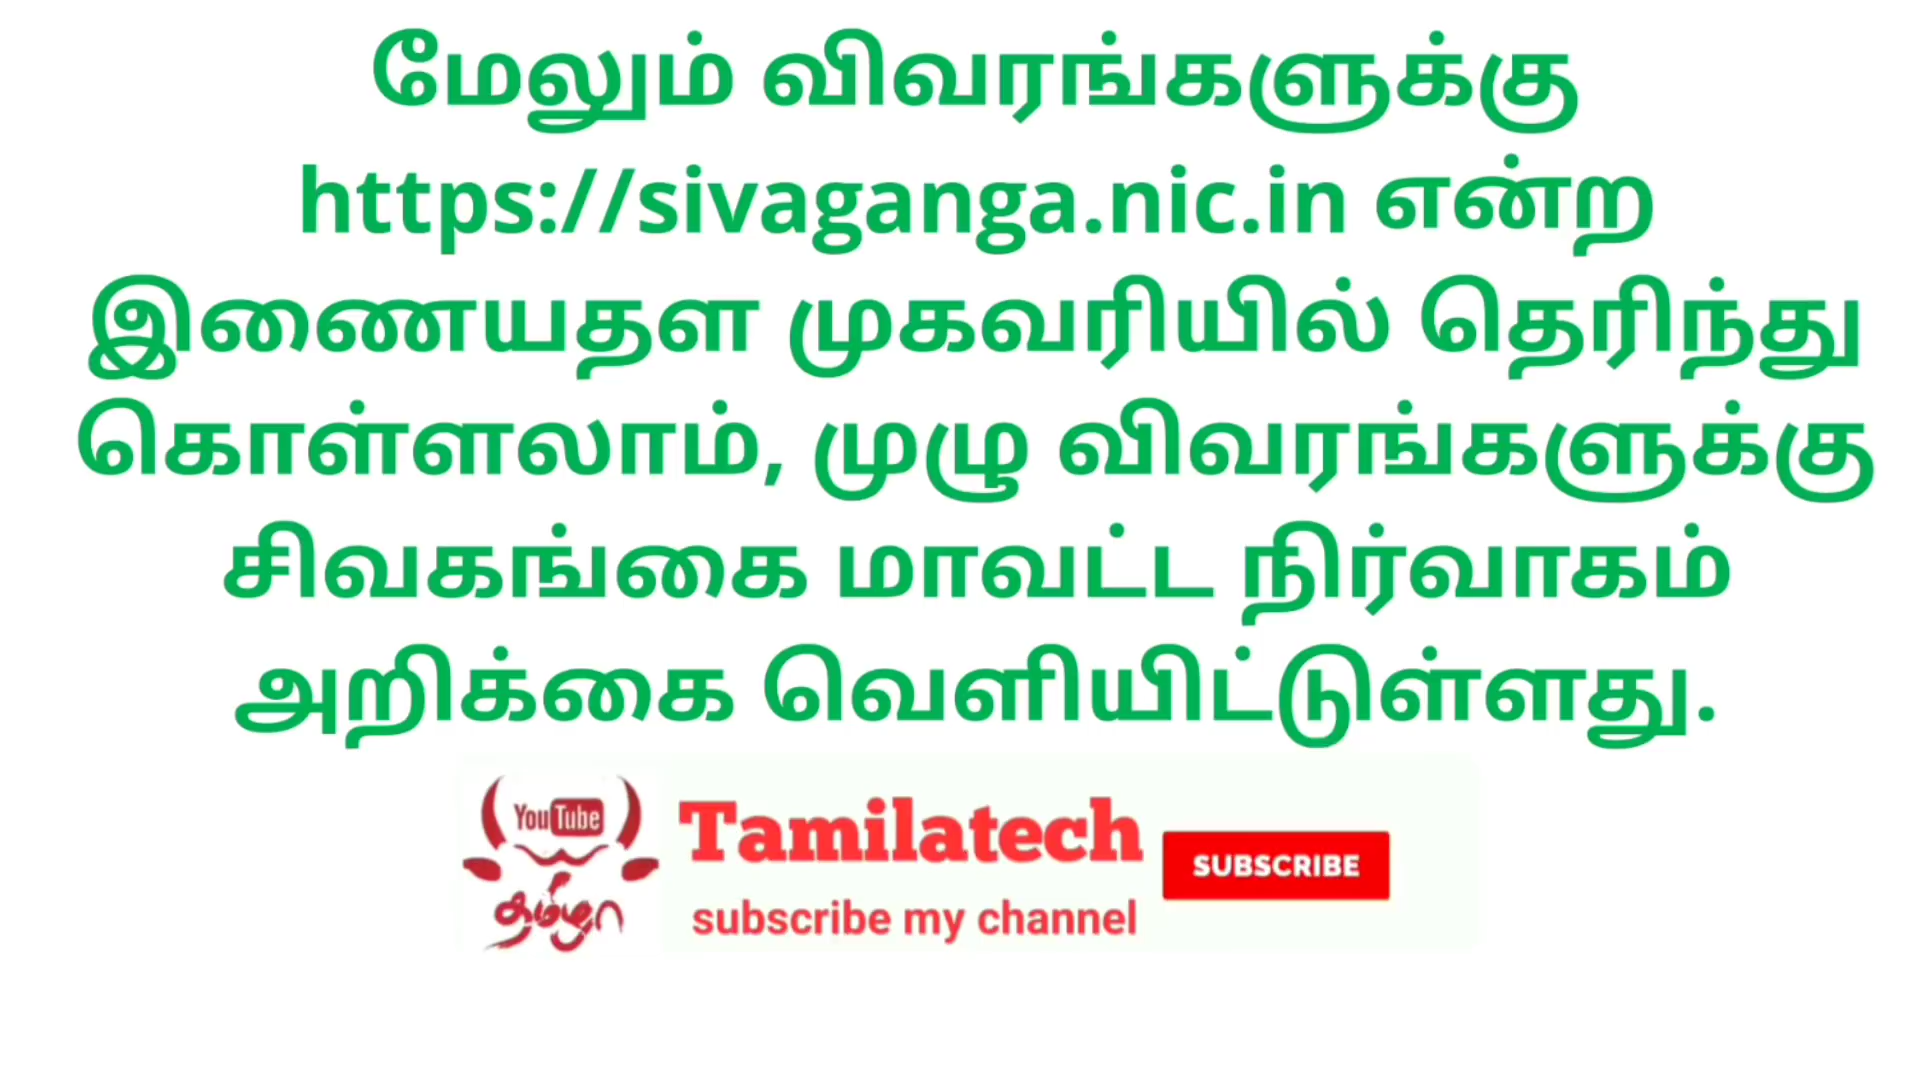 மேலும் விவரங்களுக்கு
https://sivaganga.nic.in என்ற
இணையதள முகவரியில் தெரிந்து
கொள்ளலாம், முழு விவரங்களுக்கு
சிவகங்கை மாவட்ட நிர்வாகம்
அறிக்கை வெளியிட்டுள்ளது.
YouTube
தமிழா
Tamilatech
SUBSCRIBE
subscribe my channel